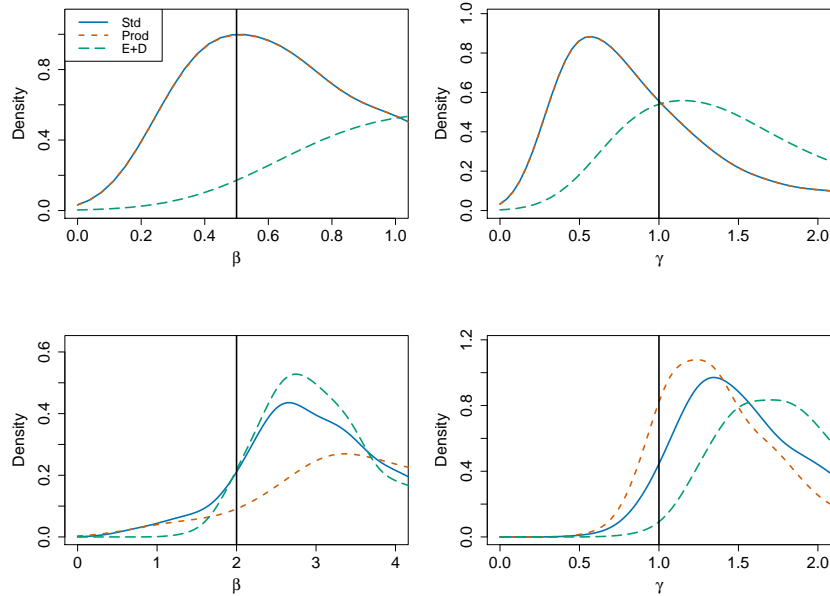 Std
Prod
E+D
Density
0.0 0.4 0.8
0.0 0.2 0.4 0.6 0.8 1.0
β
Density
0.0 0.2 0.4 0.6 0.8 1.0
0.0 0.5 1.0 1.5 2.0
γ
Density
0.0 0.2 0.4 0.6
0 1 2 3 4
β
Density
0.0 0.4 0.8 1.2
0.0 0.5 1.0 1.5 2.0
γ